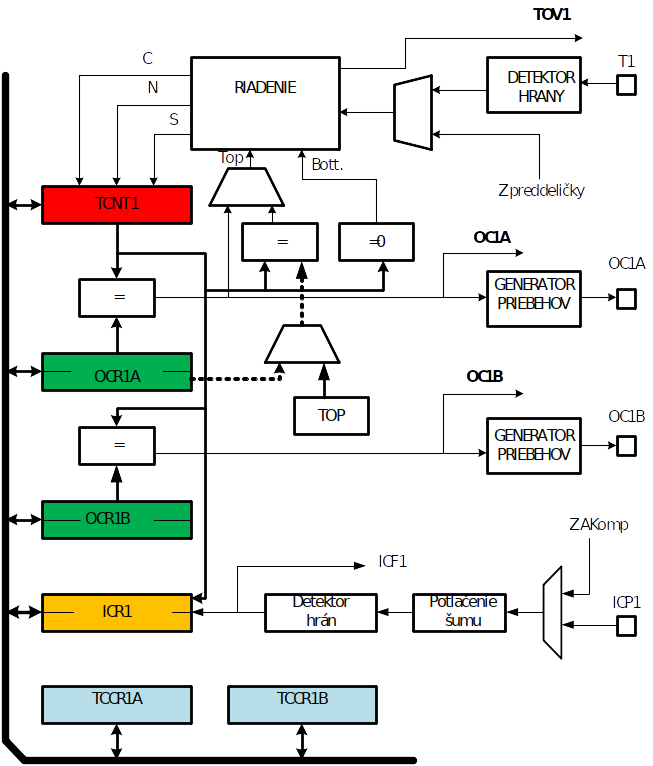 TOV1
C
N
S
RIADENIE
DETEKTOR
HRANY
T1
Top
Bott.
Z preddeličky
TCNT1
=
=0
OC1A
OC1A
=
GENERATOR
PRIEBEHOV
OCR1A
TOP
OC1B
OC1B
=
GENERATOR
PRIEBEHOV
OCR1B
Z AKomp
ICF1
ICR1
Detektor
hrán
Potlačenie
šumu
ICP1
TCCR1A
TCCR1B